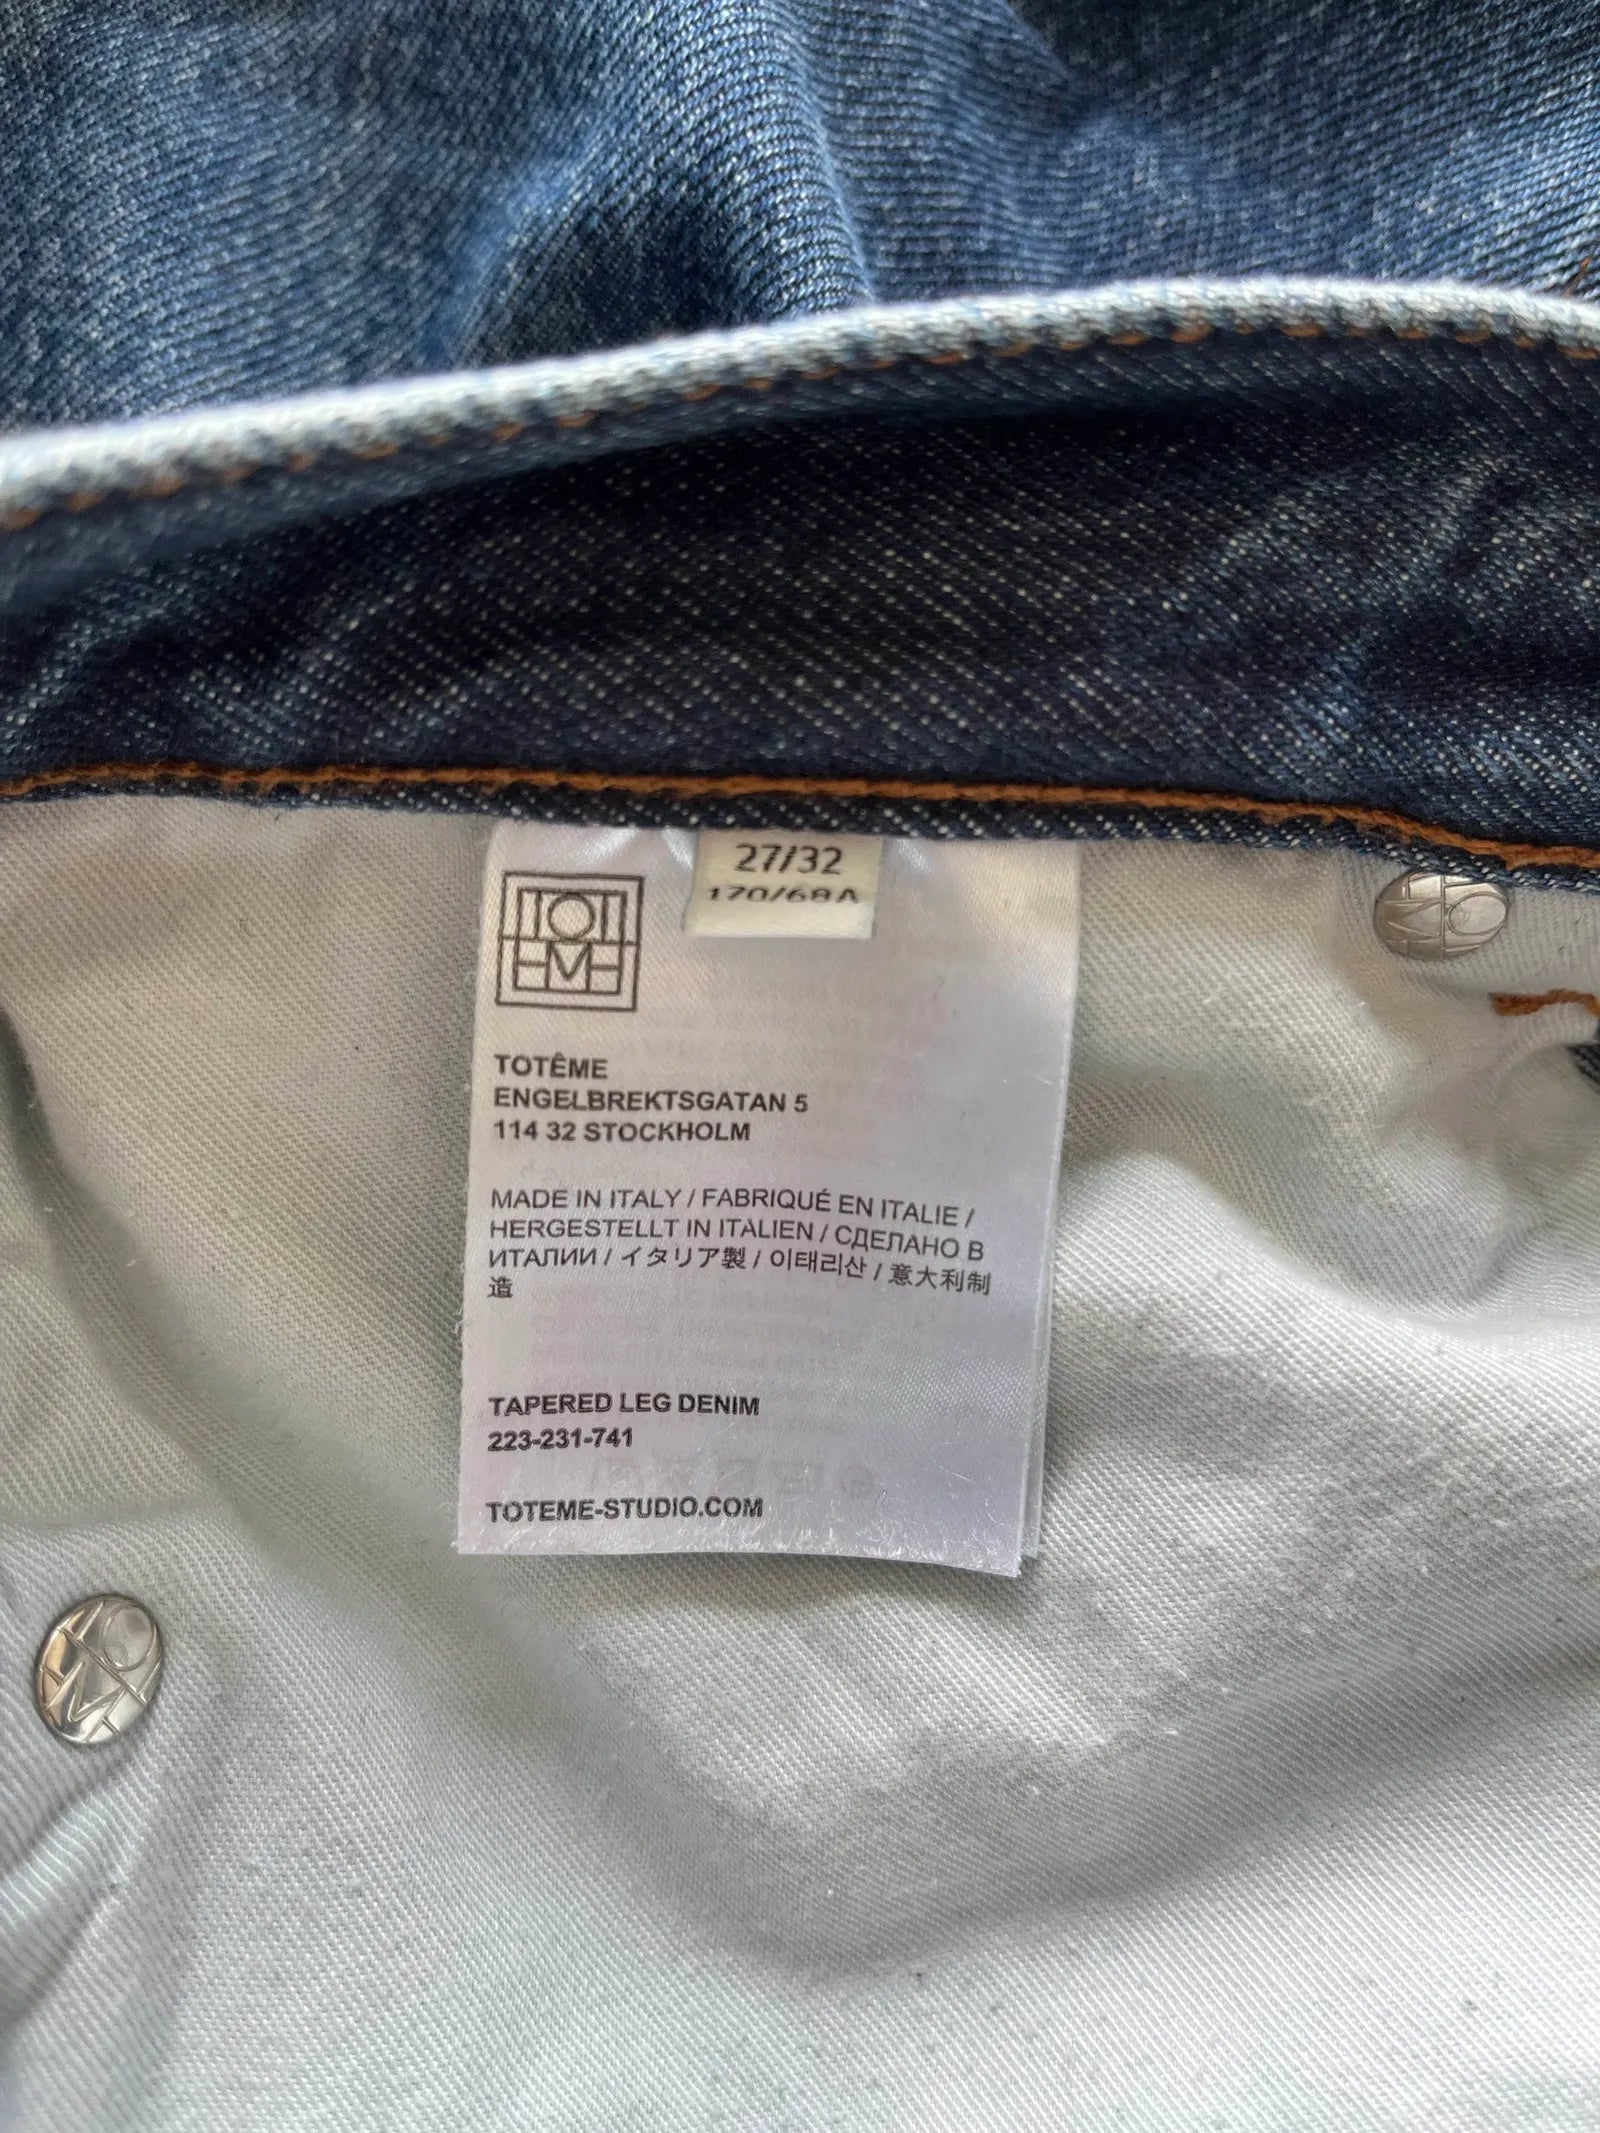 27/32
170/68A
TOTEME
TOTÊME
ENGELBREKTSGATAN 5
114 32 STOCKHOLM
MADE IN ITALY / FABRIQUÉ EN ITALIE /
HERGESTELLT IN ITALIEN / СДЕЛАНО В
ИТАЛИИ / イタリア製 / 이태리산 / 意大利制
造
TAPERED LEG DENIM
223-231-741
TOTEME-STUDIO.COM